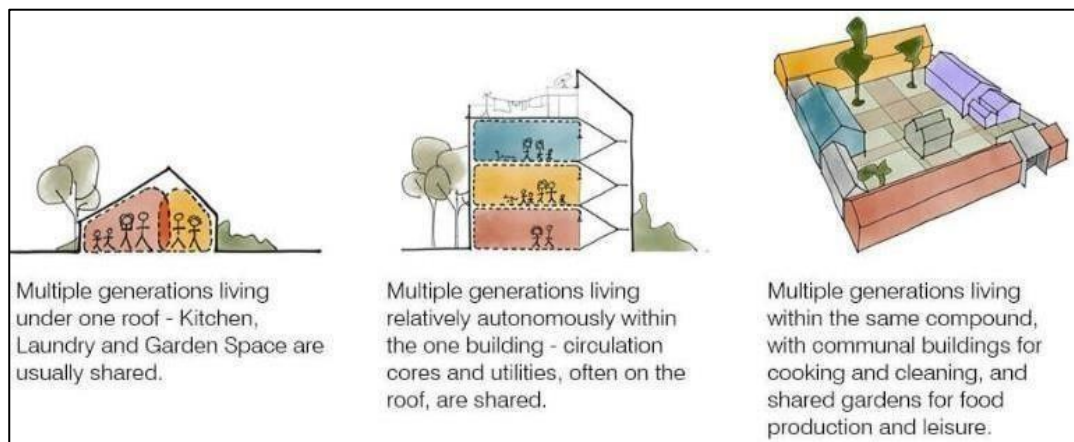 Multiple generations living
under one roof - Kitchen,
Laundry and Garden Space are
usually shared.
Multiple generations living
relatively autonomously within
the one building - circulation
cores and utilities, often on the
roof, are shared.
Multiple generations living
within the same compound,
with communal buildings for
cooking and cleaning, and
shared gardens for food
production and leisure.